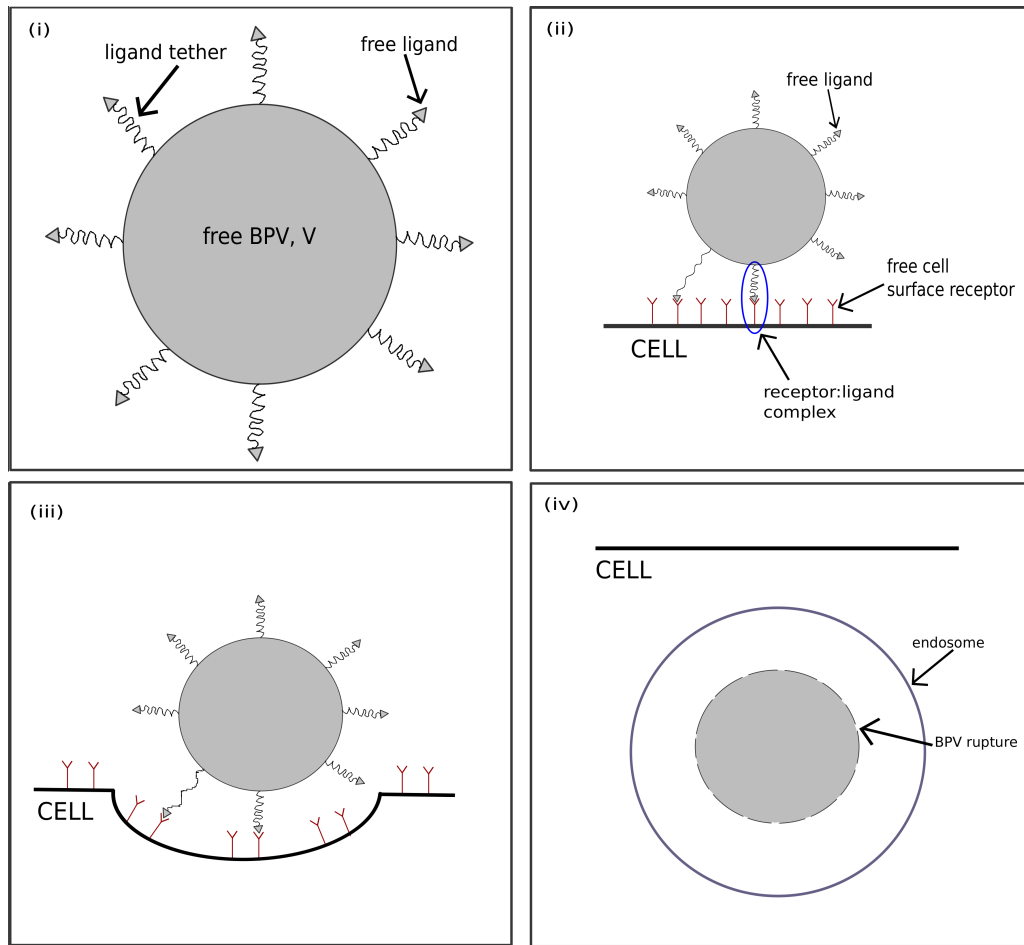 (i)
ligand tether
free ligand
free BPV, V
(ii)
free ligand
free cell
surface receptor
CELL
receptor:ligand
complex
(iii)
CELL
(iv)
CELL
endosome
BPV rupture